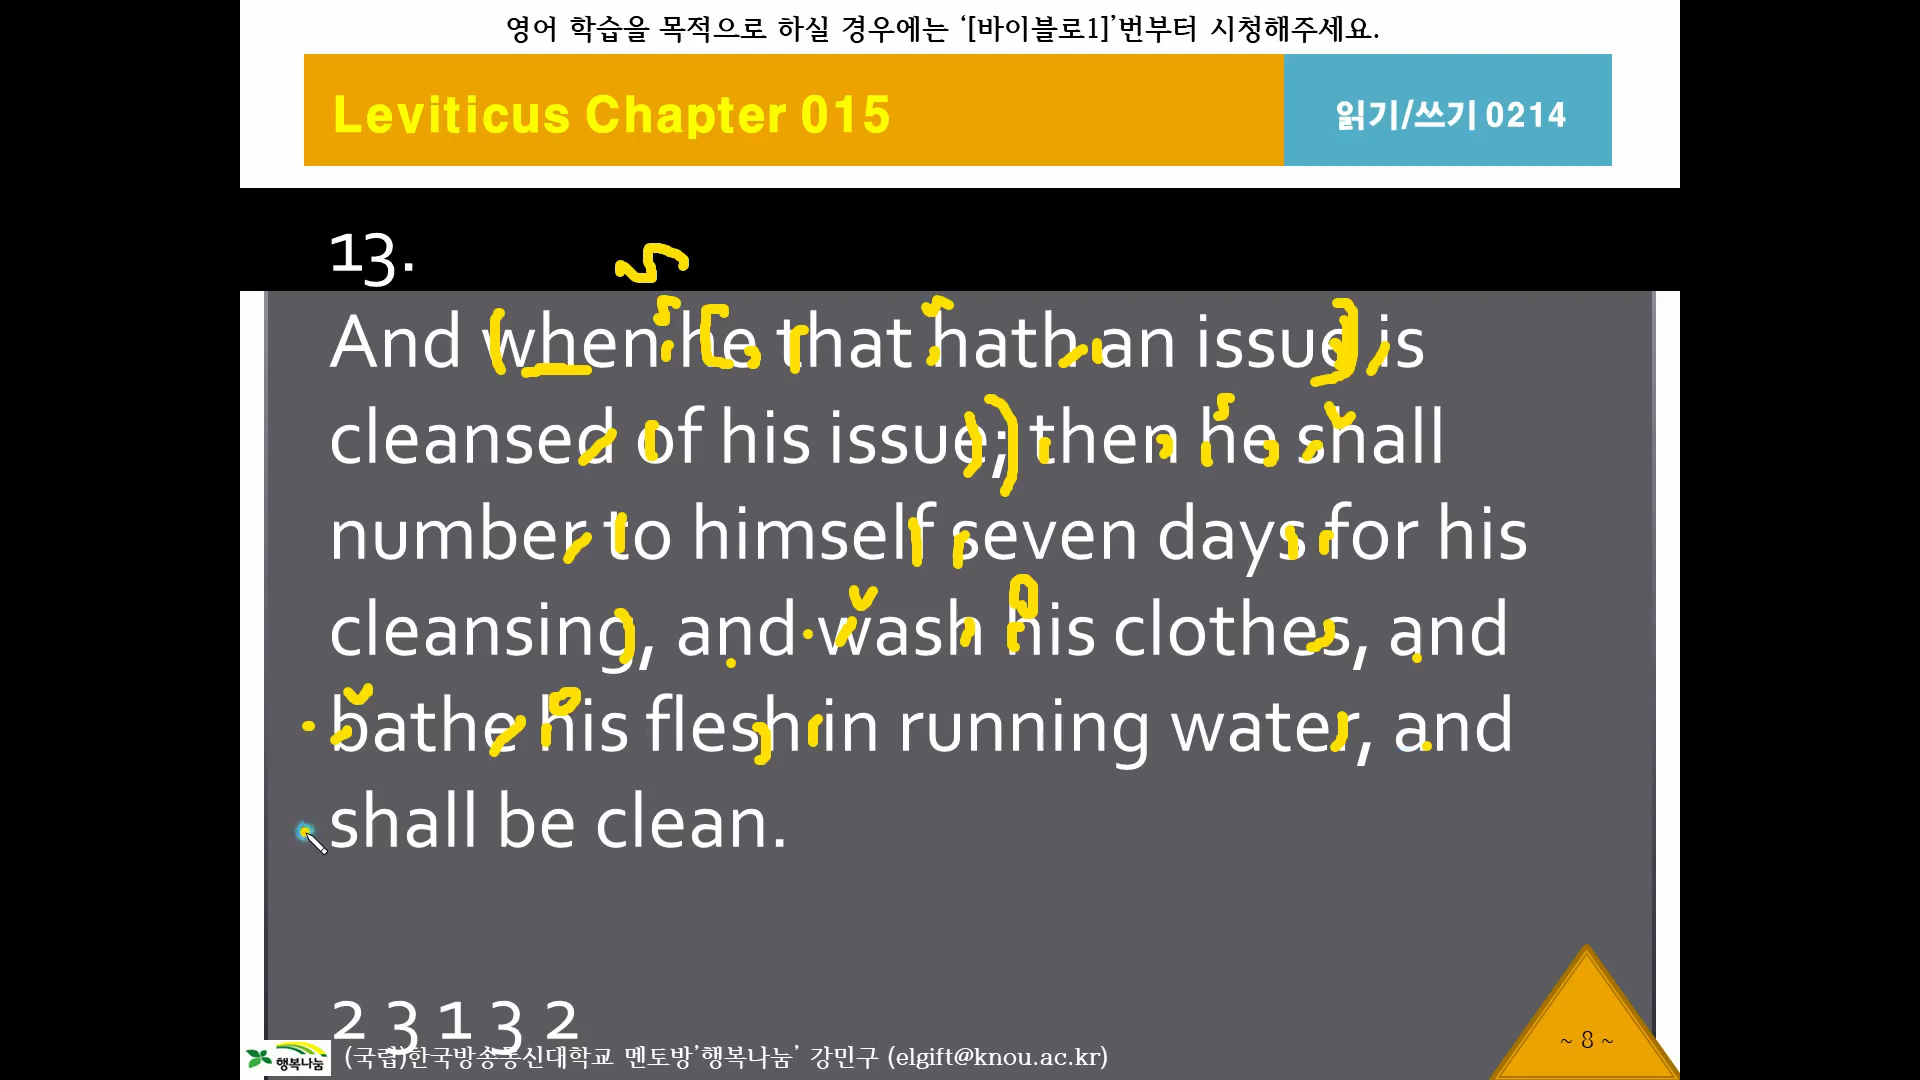 영어 학습을 목적으로 하실 경우에는 ‘[바이블로1]’번부터 시청해주세요.
Leviticus Chapter 015
읽기/쓰기 0214
13.
And when he that hath an issue is
cleansed of his issue; then he shall
number to himself seven days for his
cleansing, and wash his clothes, and
bathe his flesh in running water, and
shall be clean.
2 3 1 3 2
행복나눔
(국립)한국방송통신대학교 멘토방’행복나눔’ 강민구 (elgift@knou.ac.kr)
~ 8 ~